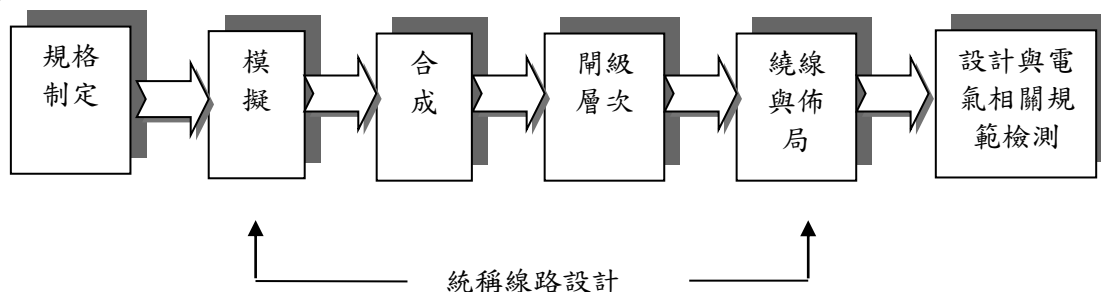 規格
制定
模
擬
合
成
閘級
層次
繞線
與佈
局
設計與電
氣相關規
範檢測
統稱線路設計